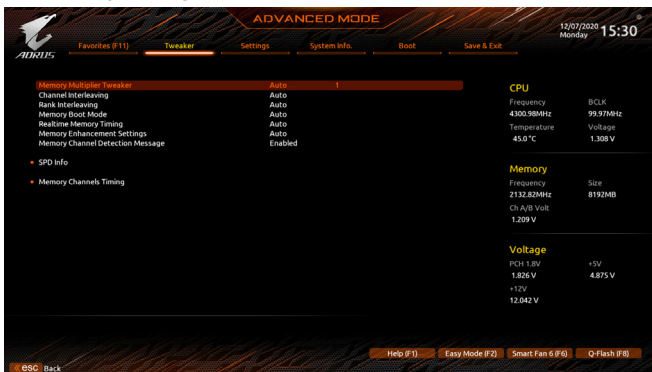 ADVANCED MODE
12/07/2020 Monday 15:30
AORUS
Favorites (F11) Tweaker Settings System Info. Boot Save & Exit
Memory Multiplier Tweaker Auto 1
Channel Interleaving Auto
Rank Interleaving Auto
Memory Boot Mode Auto
Realtime Memory Timing Auto
Memory Enhancement Settings Auto
Memory Channel Detection Message Enabled
SPD Info
Memory Channels Timing
CPU
Frequency BCLK
4300.98MHz 99.97MHz
Temperature Voltage
45.0 °C 1.308 V
Memory
Frequency Size
2132.82MHz 8192MB
Ch A/B Volt
1.209 V
Voltage
PCH 1.8V +5V
1.826 V 4.875 V
+12V
12.042 V
Help (F1) Easy Mode (F2) Smart Fan 6 (F6) Q-Flash (F8)
esc Back